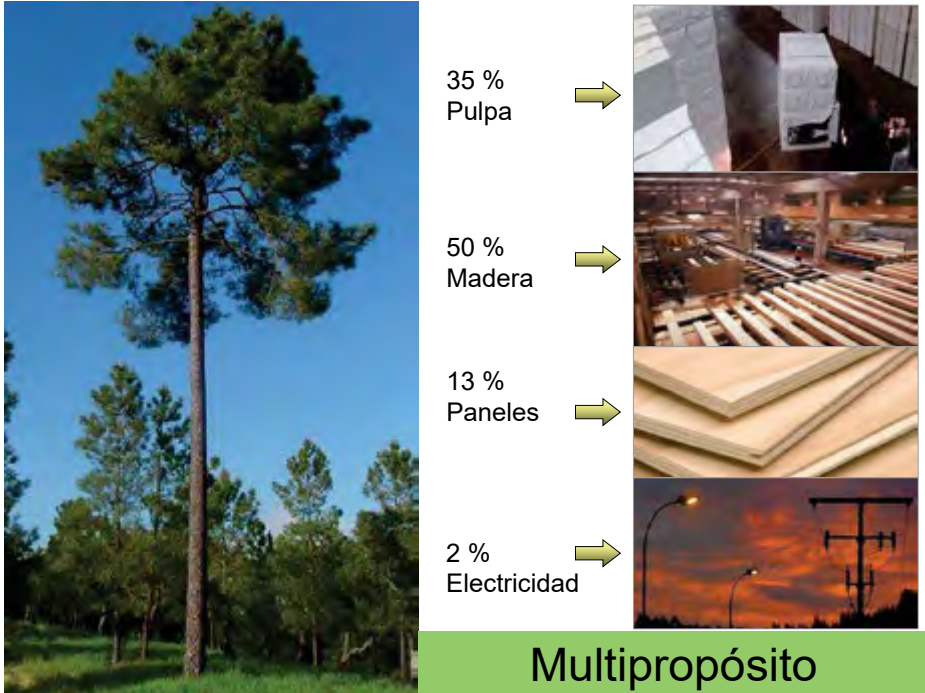 35 %
Pulpa
50 %
Madera
13 %
Paneles
2 %
Electricidad
Multipropósito